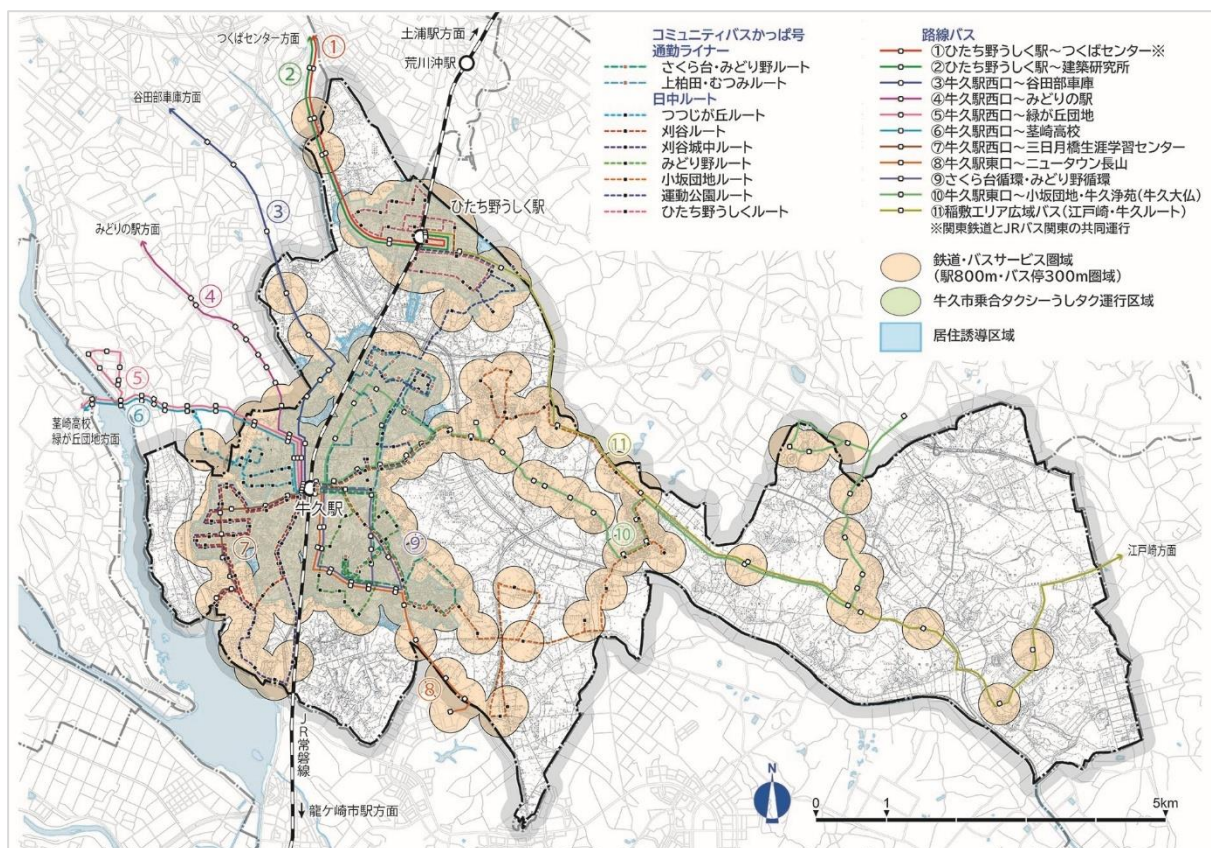 コミュニティバスかっぱ号
通勤ライナー
さくら台・みどり野ルート
上柏田・むつみルート
日中ルート
つつじが丘ルート
刈谷ルート
刈谷城中ルート
みどり野ルート
小坂団地ルート
運動公園ルート
ひたち野うしくルート
路線バス
①ひたち野うしく駅～つくばセンター※
②ひたち野うしく駅～建築研究所
③牛久駅西口～谷田部車庫
④牛久駅西口～みどりの駅
⑤牛久駅西口～緑が丘団地
⑥牛久駅西口～茎崎高校
⑦牛久駅西口～三日月橋生涯学習センター
⑧牛久駅東口～ニュータウン長山
⑨さくら台循環・みどり野循環
⑩牛久駅東口～小坂団地・牛久浄苑(牛久大仏)
⑪稲敷エリア広域バス(江戸崎・牛久ルート)
※関東鉄道とJRバス関東の共同運行
鉄道・バスサービス圏域
(駅800m・バス停300m圏域)
牛久市乗合タクシーうしタク運行区域
居住誘導区域
つくばセンター方面
①
②
土浦駅方面
荒川沖駅
谷田部車庫方面
③
ひたち野うしく駅
みどりの駅方面
④
⑤
⑥
茎崎高校
緑が丘団地方面
牛久駅
⑦
⑨
⑩
⑪
⑧
江戸崎方面
JR常磐線
龍ケ崎市駅方面
N
0
1
5km